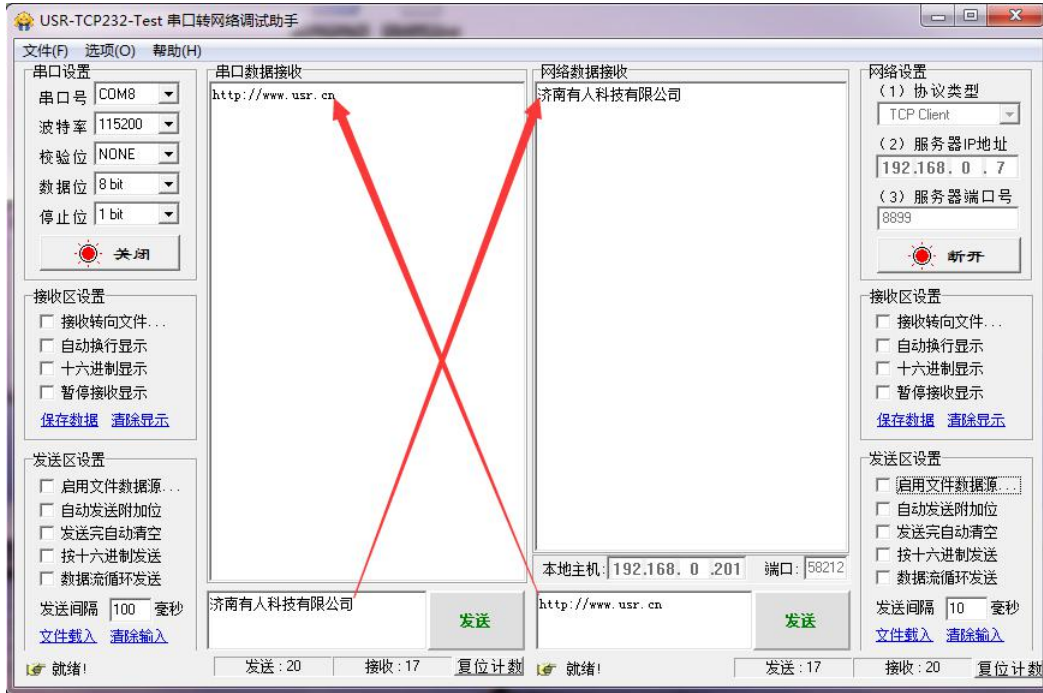 USR-TCP232-Test 串口转网络调试助手
文件(F) 选项(O) 帮助(H)
串口设置
串口号 COM8
波特率 115200
校验位 NONE
数据位 8 bit
停止位 1 bit
关闭
接收区设置
接收转向文件...
自动换行显示
十六进制显示
暂停接收显示
保存数据 清除显示
发送区设置
启用文件数据源...
自动发送附加位
发送完自动清空
按十六进制发送
数据流循环发送
发送间隔 100 毫秒
文件载入 清除输入
就绪!
串口数据接收
http://www.usr.cn
济南有人科技有限公司
发送
发送:20 接收:17 复位计数
网络数据接收
济南有人科技有限公司
本地主机: 192.168. 0 .201 端口: 58212
http://www.usr.cn
发送
就绪! 发送:17 接收:20 复位计数
网络设置
(1) 协议类型
TCP Client
(2) 服务器IP地址
192.168. 0 . 7
(3) 服务器端口号
8899
断开
接收区设置
接收转向文件...
自动换行显示
十六进制显示
暂停接收显示
保存数据 清除显示
发送区设置
启用文件数据源...
自动发送附加位
发送完自动清空
按十六进制发送
数据流循环发送
发送间隔 10 毫秒
文件载入 清除输入